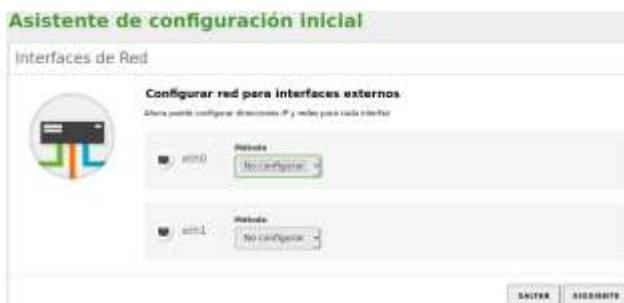 Asistente de configuración inicial
Interfaces de Red
Configurar red para interfaces externos
Ahora puede configurar direcciones IP y redes para cada interfaz
eth0
Método
No configurar
eth1
Método
No configurar
SALTAR
SIGUIENTE